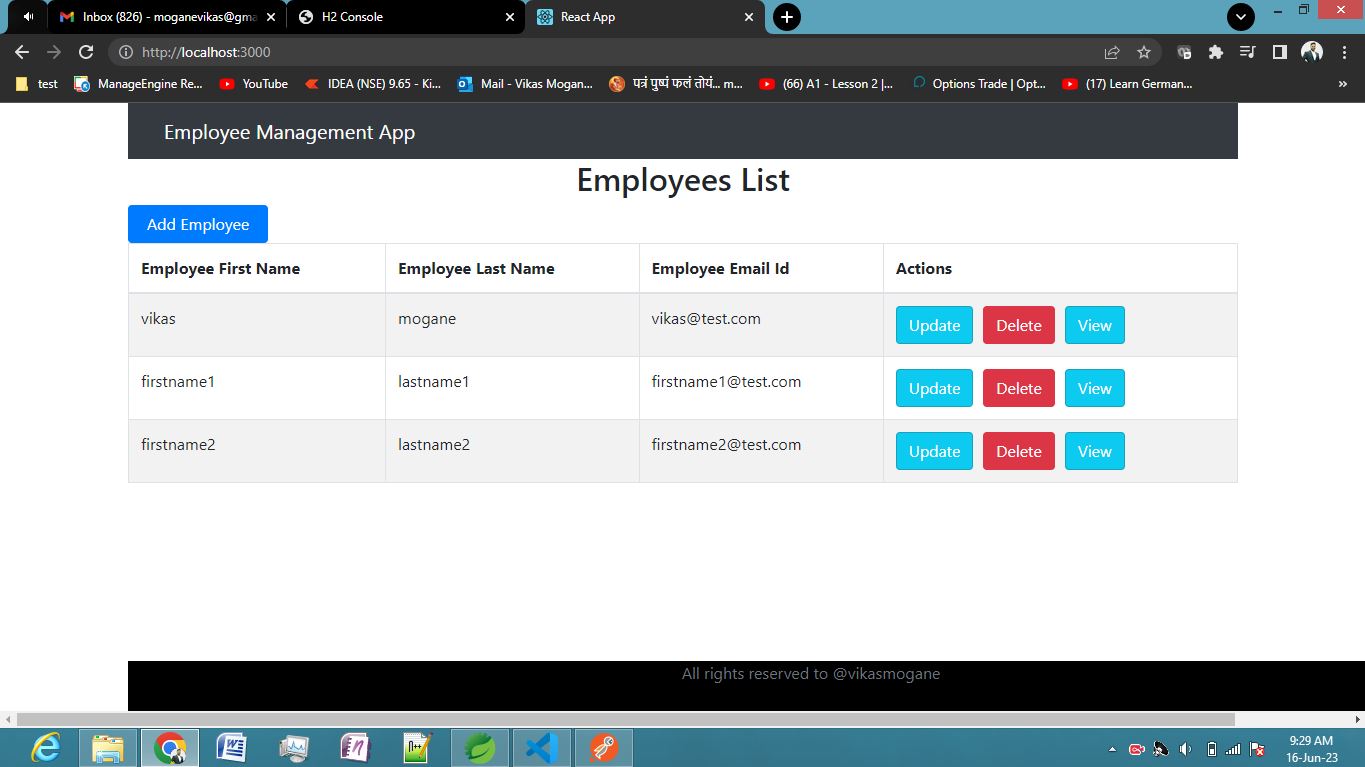 Inbox (826) - moganevikas@gma
H2 Console
React App
http://localhost:3000
test
ManageEngine Re...
YouTube
IDEA (NSE) 9.65 - Ki...
Mail - Vikas Mogan...
पत्रं पुष्पं फलं तोयं... m...
(66) A1 - Lesson 2 |...
Options Trade | Opt...
(17) Learn German...
»
Employee Management App
Employees List
Add Employee
Employee First Name Employee Last Name Employee Email Id Actions
vikas mogane vikas@test.com Update Delete View
firstname1 lastname1 firstname1@test.com Update Delete View
firstname2 lastname2 firstname2@test.com Update Delete View
All rights reserved to @vikasmogane
9:29 AM
16-Jun-23